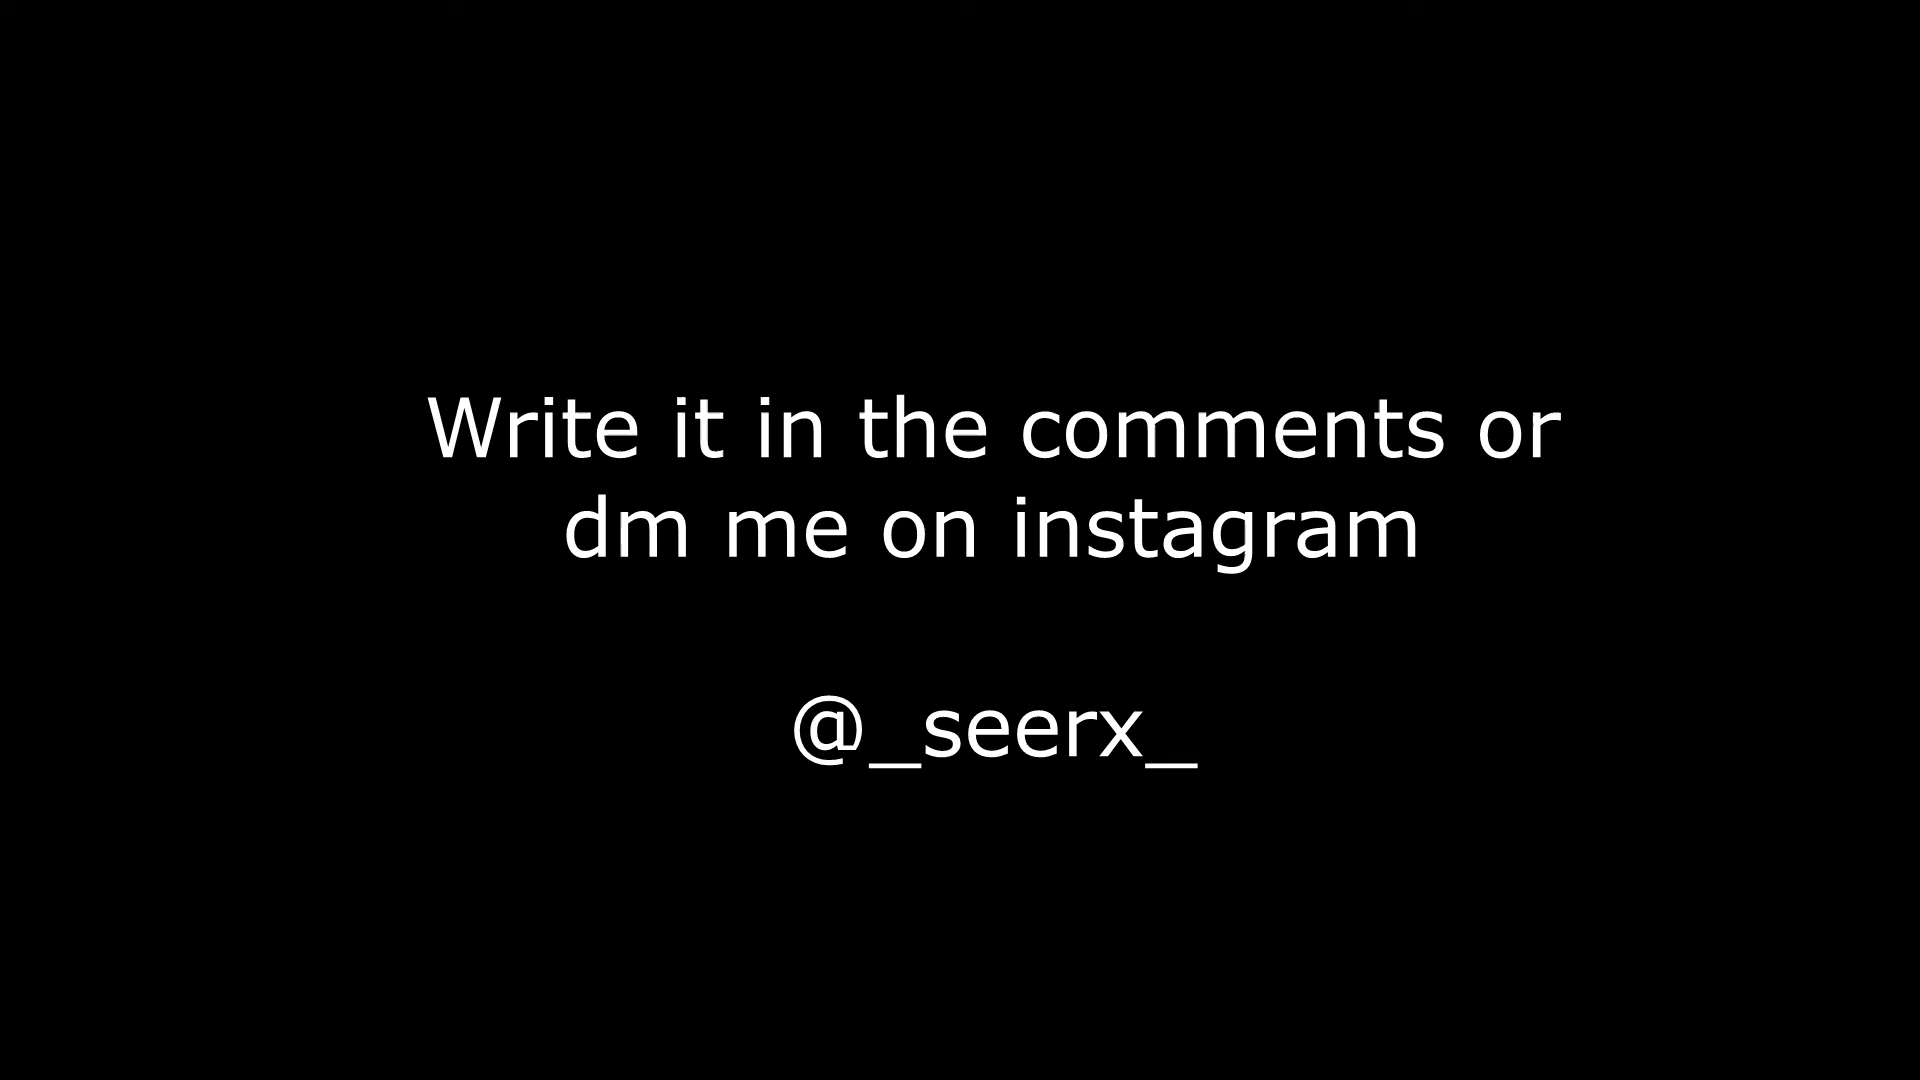 Write it in the comments or
dm me on instagram
@_seerx_